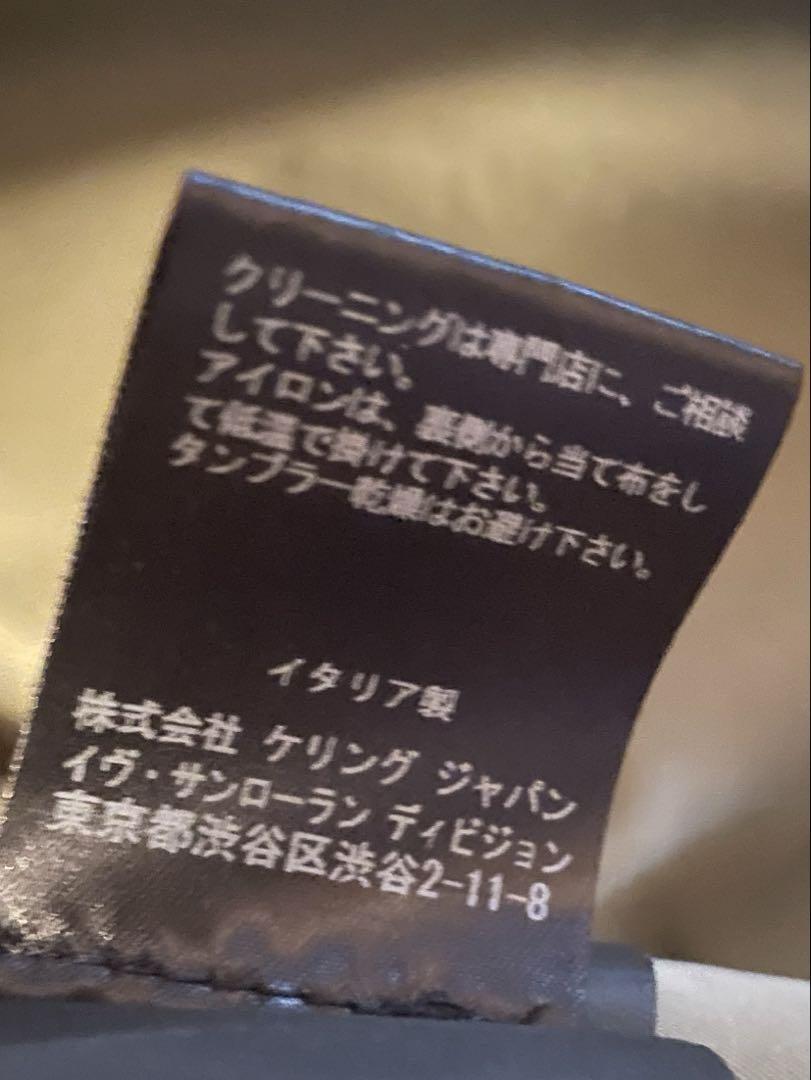 クリーニングは専門店に、ご相談
して下さい。
アイロンは、裏側から当て布をし
て低温で掛けて下さい。
タンブラー乾燥はお避け下さい。
イタリア製
株式会社 ケリング ジャパン
イヴ・サンローラン ディビジョン
東京都渋谷区渋谷2-11-8